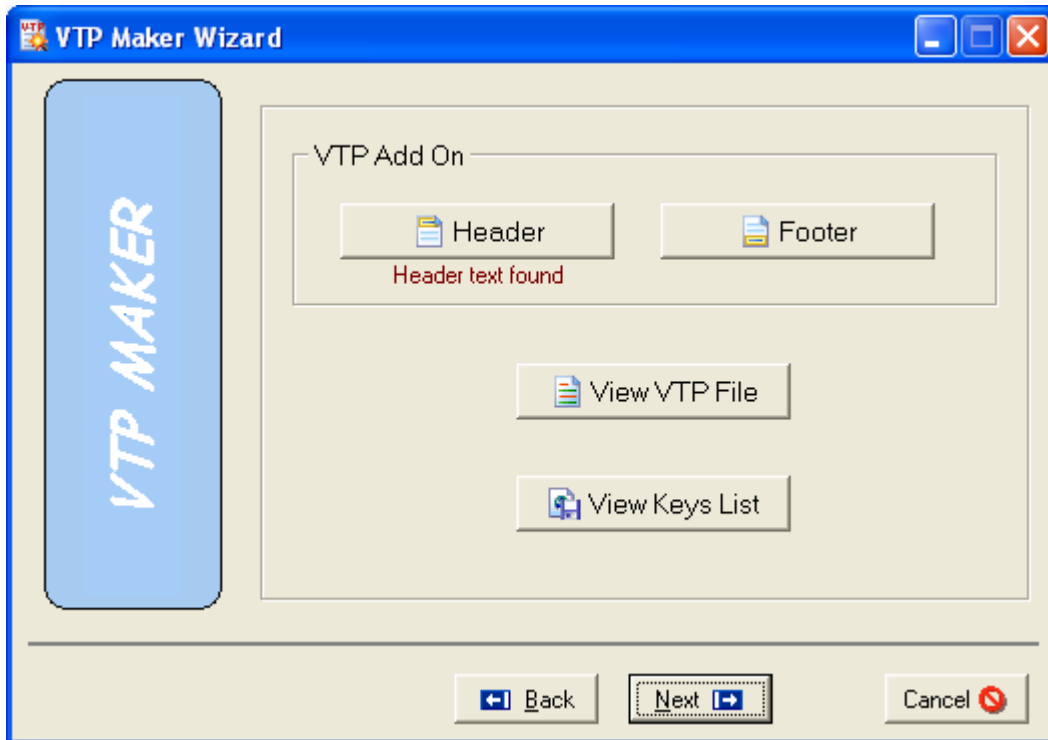 VTP Maker Wizard
VTP MAKER
VTP Add On
Header
Footer
Header text found
View VTP File
View Keys List
Back
Next
Cancel